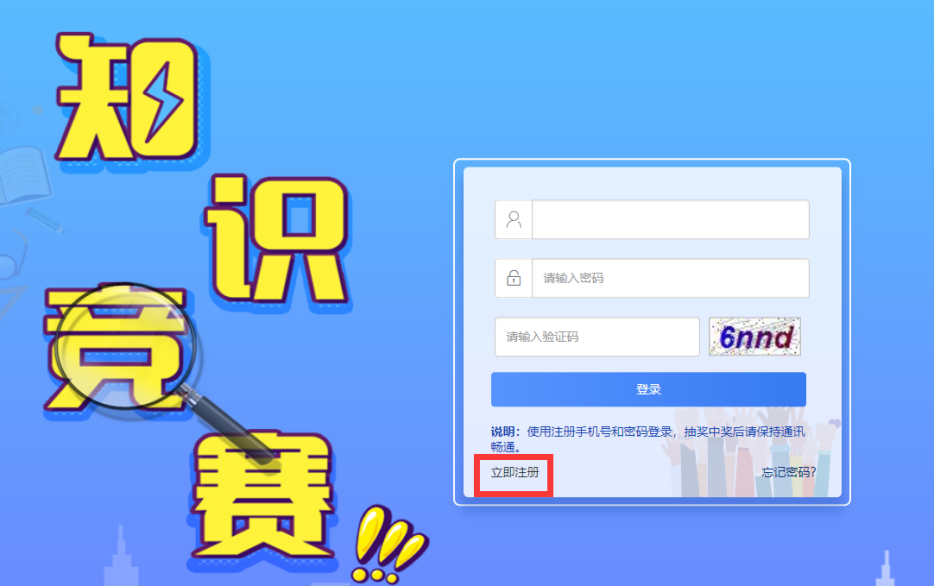 知
识
竞
赛!!!
请输入密码
请输入验证码
6nnd
登录
说明：使用注册手机号和密码登录，抽奖中奖后请保持通讯
畅通。
立即注册
忘记密码?